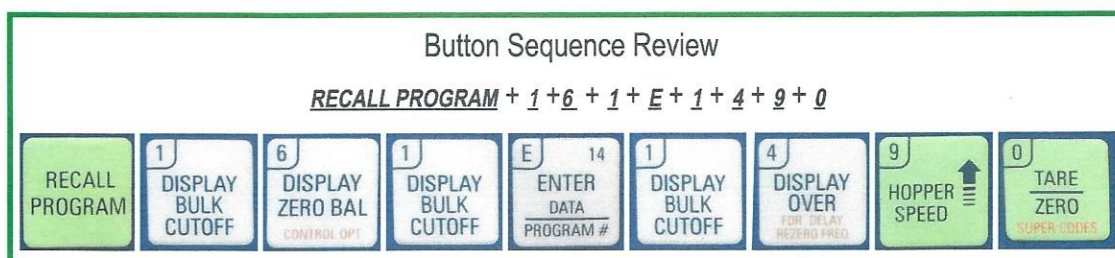 Button Sequence Review
RECALL PROGRAM + 1 +6 + 1 + E + 1 + 4 + 9 + 0
RECALL
PROGRAM
1
DISPLAY
BULK
CUTOFF
6
DISPLAY
ZERO BAL
CONTROL OPT
1
DISPLAY
BULK
CUTOFF
E 14
ENTER
DATA
PROGRAM #
1
DISPLAY
BULK
CUTOFF
4
DISPLAY
OVER
FOR DELAY
REZERO FREQ
9
HOPPER
SPEED
0
TARE
ZERO
SUPER CODES